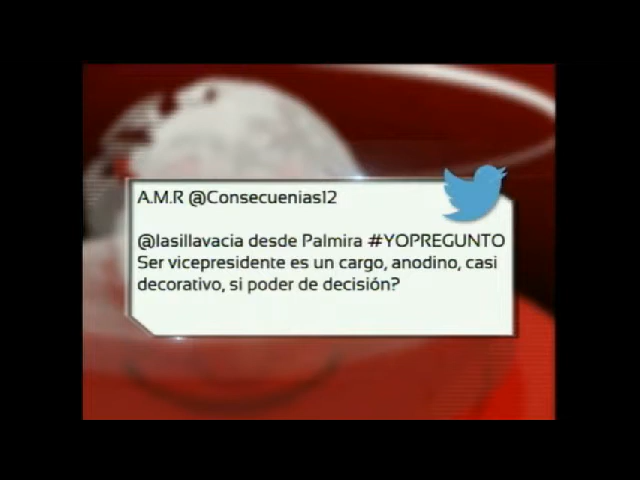 A.M.R @Consecuenias12
@lasillavacia desde Palmira #YOPREGUNTO
Ser vicepresidente es un cargo, anodino, casi
decorativo, si poder de decisión?